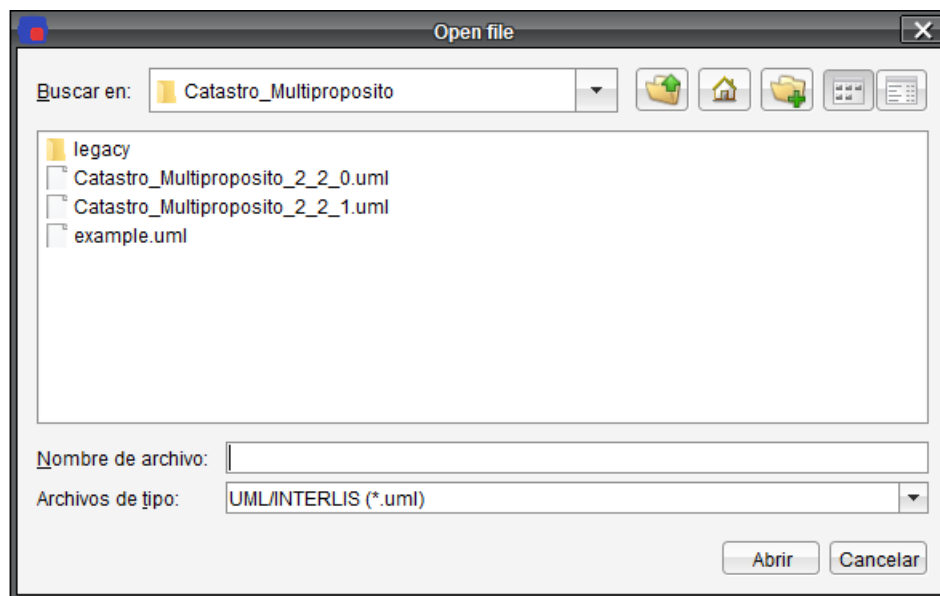 Open file
Buscar en: Catastro_Multiproposito
legacy
Catastro_Multiproposito_2_2_0.uml
Catastro_Multiproposito_2_2_1.uml
example.uml
Nombre de archivo:
Archivos de tipo: UML/INTERLIS (*.uml)
Abrir Cancelar